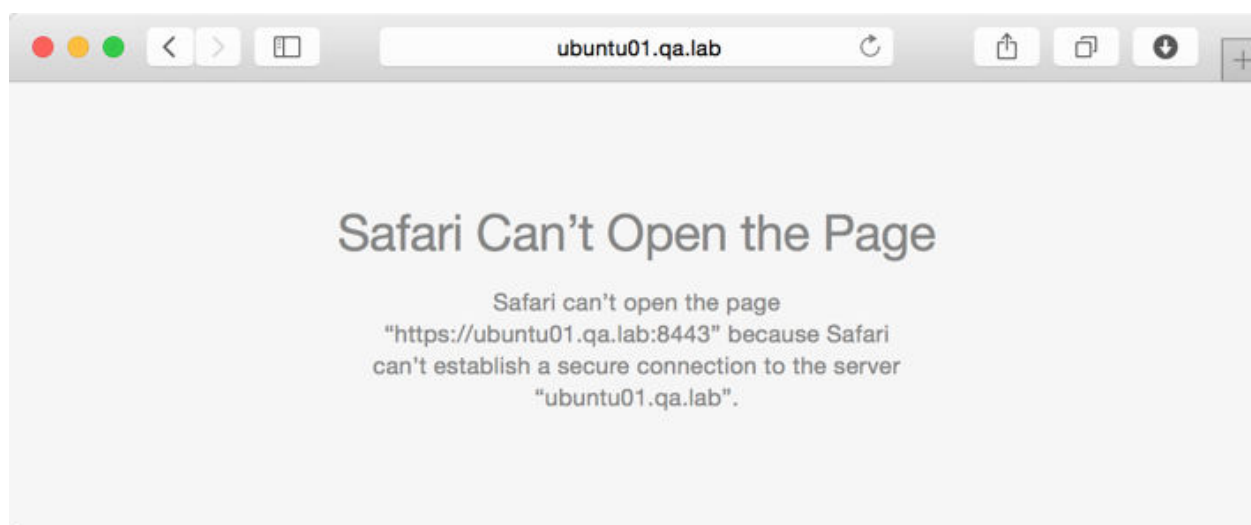 ubuntu01.qa.lab
Safari Can’t Open the Page
Safari can’t open the page
“https://ubuntu01.qa.lab:8443” because Safari
can’t establish a secure connection to the server
“ubuntu01.qa.lab”.